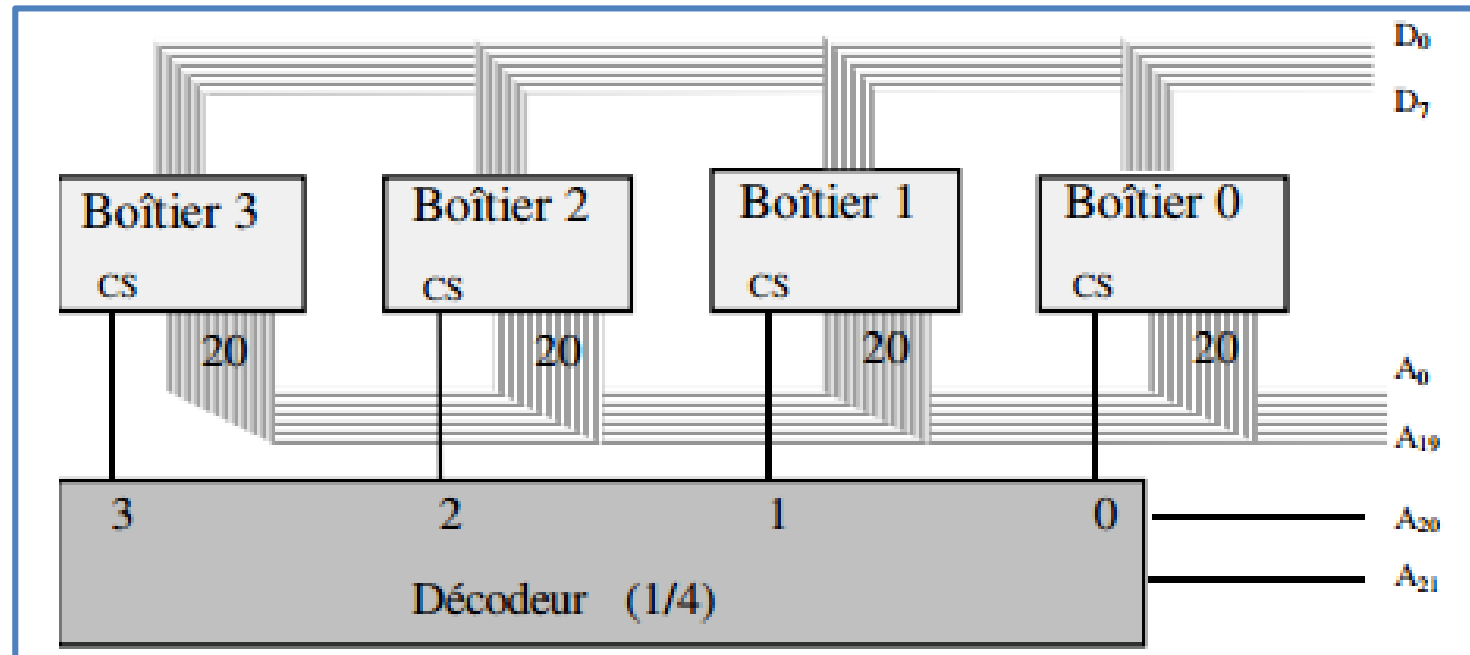 D₀
D₇
Boîtier 3 Boîtier 2 Boîtier 1 Boîtier 0
CS CS CS CS
20 20 20 20
A₀
A₁₉
3 2 1 0
A₂₀
A₂₁
Décodeur (1/4)